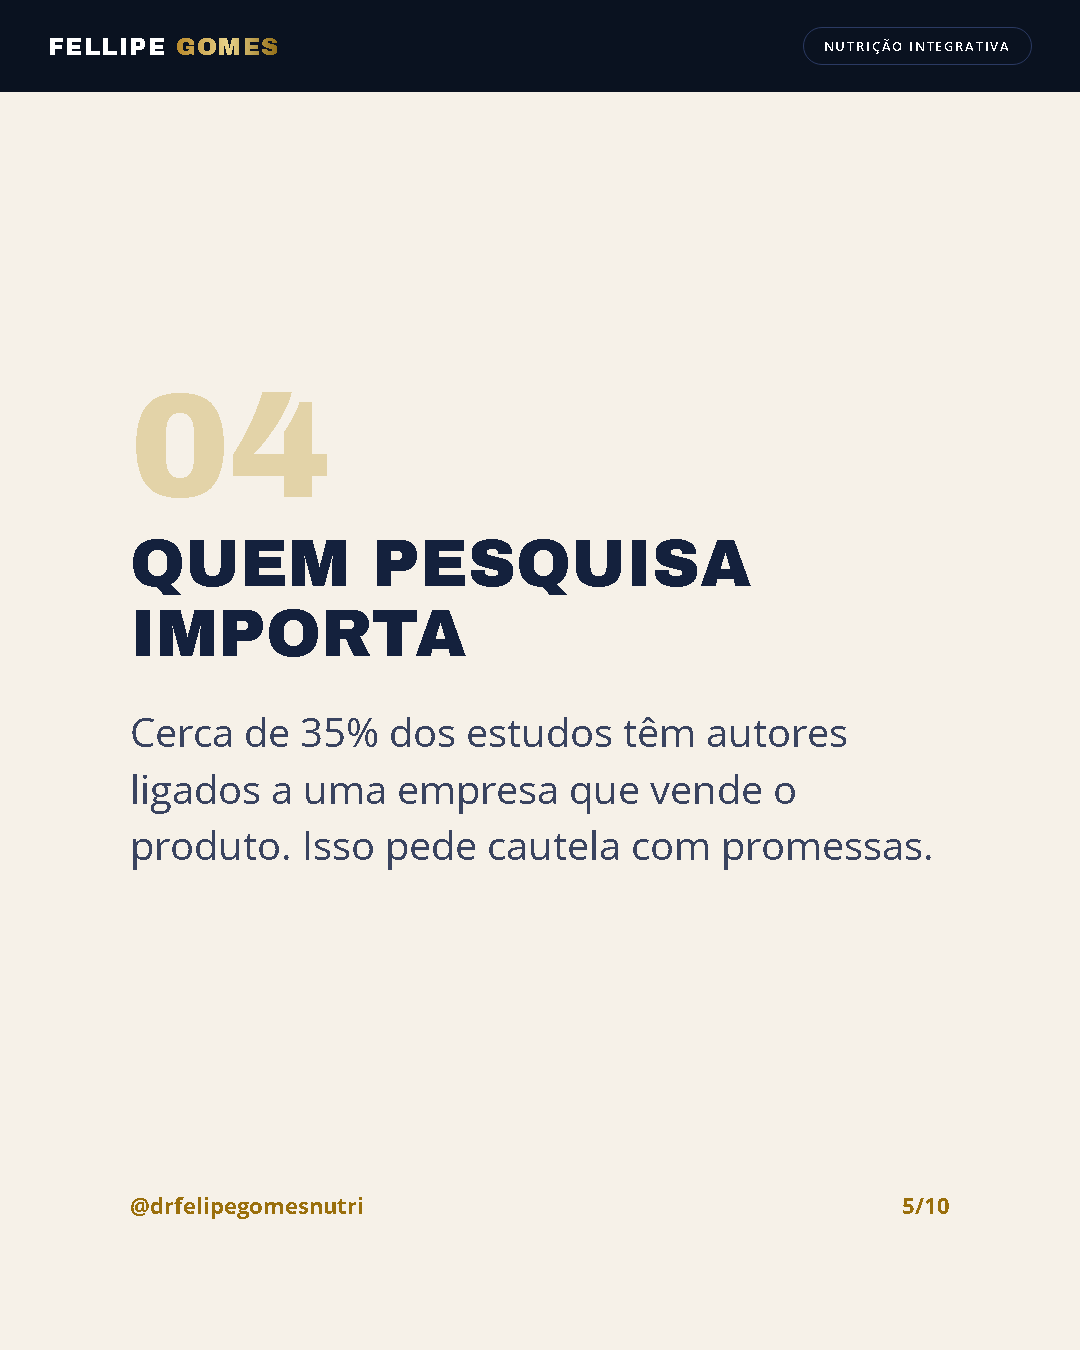 FELLIPE GOMES
NUTRIÇÃO INTEGRATIVA
04
QUEM PESQUISA
IMPORTA
Cerca de 35% dos estudos têm autores
ligados a uma empresa que vende o
produto. Isso pede cautela com promessas.
@drfelipegomesnutri
5/10